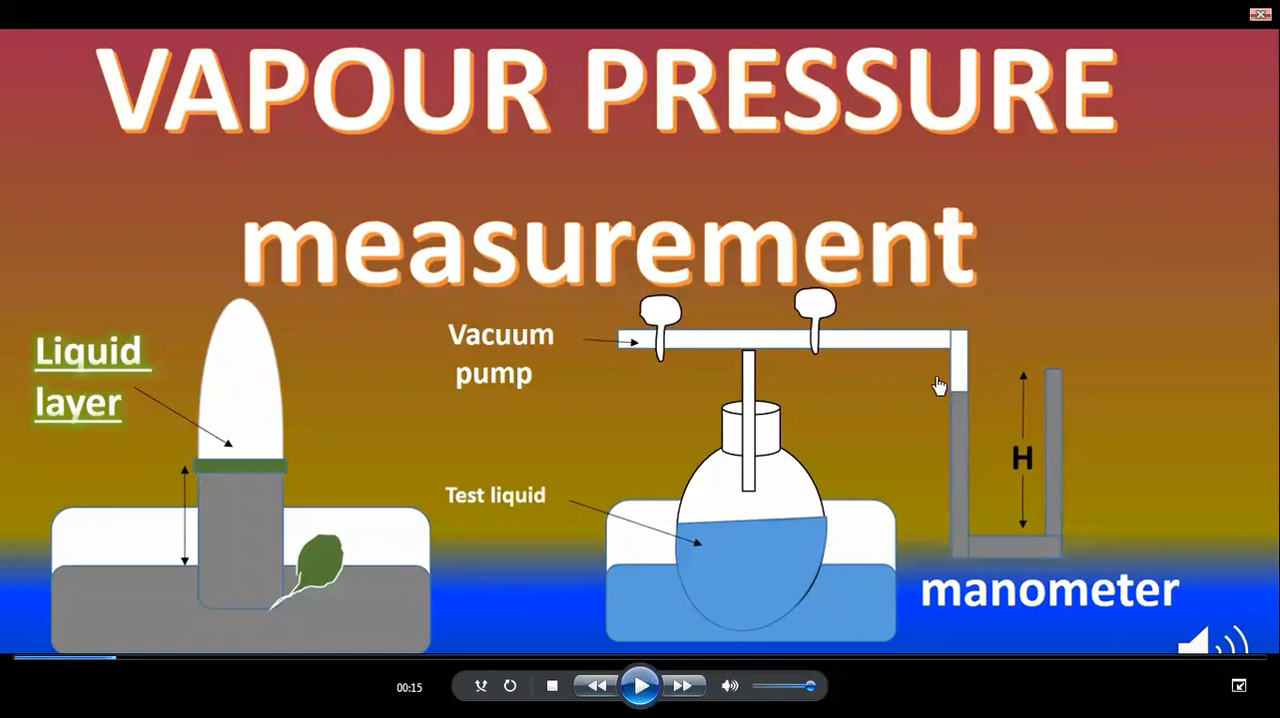 VAPOUR PRESSURE
measurement
Liquid
layer
Vacuum
pump
Test liquid
H
manometer
00:15